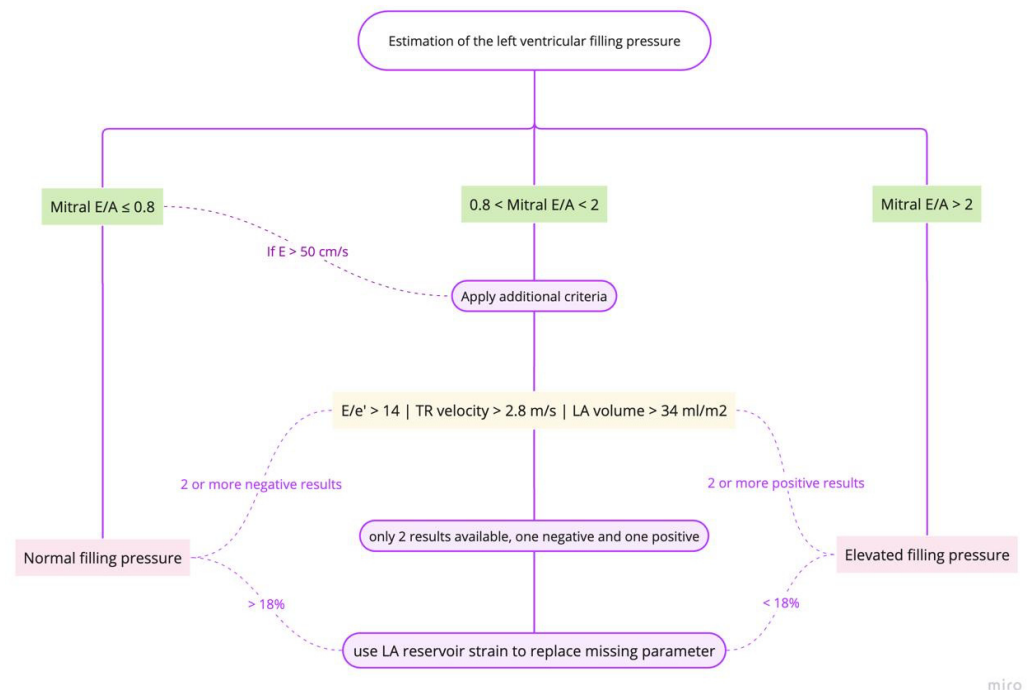 Estimation of the left ventricular filling pressure
Mitral E/A ≤ 0.8
0.8 < Mitral E/A < 2
Mitral E/A > 2
If E > 50 cm/s
Apply additional criteria
E/e' > 14 | TR velocity > 2.8 m/s | LA volume > 34 ml/m2
2 or more negative results
2 or more positive results
only 2 results available, one negative and one positive
Normal filling pressure
Elevated filling pressure
> 18%
< 18%
use LA reservoir strain to replace missing parameter
miro